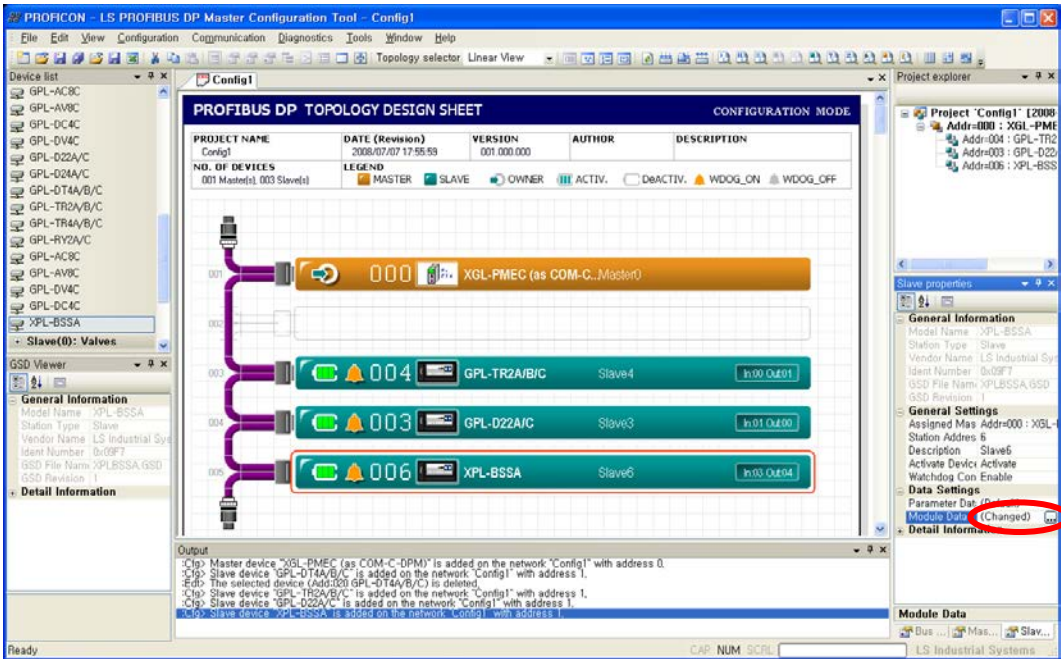 PROFICON - LS PROFIBUS DP Master Configuration Tool - Config1
File Edit View Configuration Communication Diagnostics Tools Window Help
Topology selector Linear View
Device list
GPL-AC8C
GPL-AV8C
GPL-DC4C
GPL-DV4C
GPL-D22A/C
GPL-D24A/C
GPL-DT4A/B/C
GPL-TR2A/B/C
GPL-TR4A/B/C
GPL-RY2A/C
GPL-AC8C
GPL-AV8C
GPL-DV4C
GPL-DC4C
XPL-BSSA
Slave(0): Valves
GSD Viewer
General Information
Model Name XPL-BSSA
Station Type Slave
Vendor Name LS Industrial Sys
Ident Number 0x09F7
GSD File Nam XPLBSSA.GSD
GSD Revision 1
Detail Information
Config1
PROFIBUS DP TOPOLOGY DESIGN SHEET CONFIGURATION MODE
PROJECT NAME DATE (Revision) VERSION AUTHOR DESCRIPTION
Config1 2008/07/07 17:55:59 001.000.000
NO. OF DEVICES LEGEND
001 Master(s), 003 Slave(s) MASTER SLAVE OWNER ACTIV. DeACTIV. WDOG_ON WDOG_OFF
001 000 XGL-PMEC (as COM-C...Master0
002
003 004 GPL-TR2A/B/C Slave4 In:00 Out:01
004 003 GPL-D22A/C Slave3 In:01 Out:00
005 006 XPL-BSSA Slave6 In:03 Out:04
Output
:Cfg> Master device "XGL-PMEC (as COM-C-DPM)" is added on the network "Config1" with address 0.
:Cfg> Slave device "GPL-DT4A/B/C" is added on the network "Config1" with address 1.
:Edt> The selected device (Add:020 GPL-DT4A/B/C) is deleted.
:Cfg> Slave device "GPL-TR2A/B/C" is added on the network "Config1" with address 1.
:Cfg> Slave device "GPL-D22A/C" is added on the network "Config1" with address 1.
:Cfg> Slave device "XPL-BSSA" is added on the network "Config1" with address 1.
Project explorer
Project 'Config1' [2008-
Addr=000 : XGL-PME
Addr=004 : GPL-TR2
Addr=003 : GPL-D22
Addr=006 : XPL-BSS
Slave properties
General Information
Model Name XPL-BSSA
Station Type Slave
Vendor Name LS Industrial Sys
Ident Number 0x09F7
GSD File Nam XPLBSSA.GSD
GSD Revision 1
General Settings
Assigned Mas Addr=000 : XGL-
Station Addres 6
Description Slave6
Activate Device Activate
Watchdog Con Enable
Data Settings
Parameter Dat (Default)
Module Data (Changed) ...
Detail Information
Module Data
Bus ... Mas... Slav...
Ready CAP NUM SCRL LS Industrial Systems